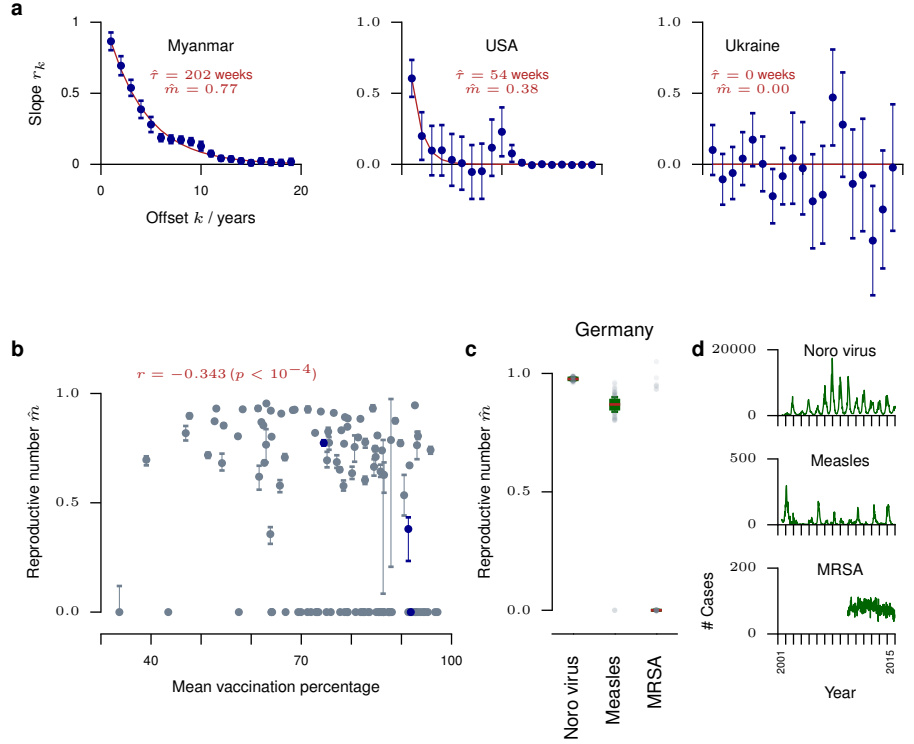 a
Myanmar
τ̂ = 202 weeks
m̂ = 0.77
Slope r_k
1
0.5
0
0
10
20
Offset k / years
USA
τ̂ = 54 weeks
m̂ = 0.38
1
0.5
0.0
Ukraine
τ̂ = 0 weeks
m̂ = 0.00
1
0.5
0.0
b
r = −0.343 (p < 10⁻⁴)
Reproductive number m̂
1.0
0.5
0.0
40
70
100
Mean vaccination percentage
c
Germany
Reproductive number m̂
1.0
0.5
0.0
Noro virus
Measles
MRSA
d
Noro virus
20000
0
Measles
500
0
MRSA
200
0
# Cases
2001
2015
Year